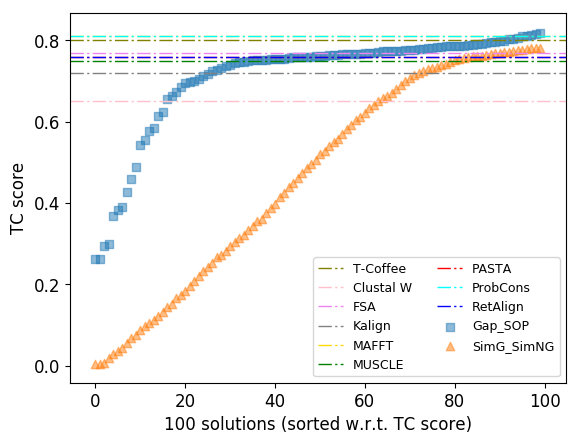 0.8
0.6
0.4
0.2
0.0
TC score
T-Coffee
Clustal W
FSA
Kalign
MAFFT
MUSCLE
PASTA
ProbCons
RetAlign
Gap_SOP
SimG_SimNG
0 20 40 60 80 100
100 solutions (sorted w.r.t. TC score)